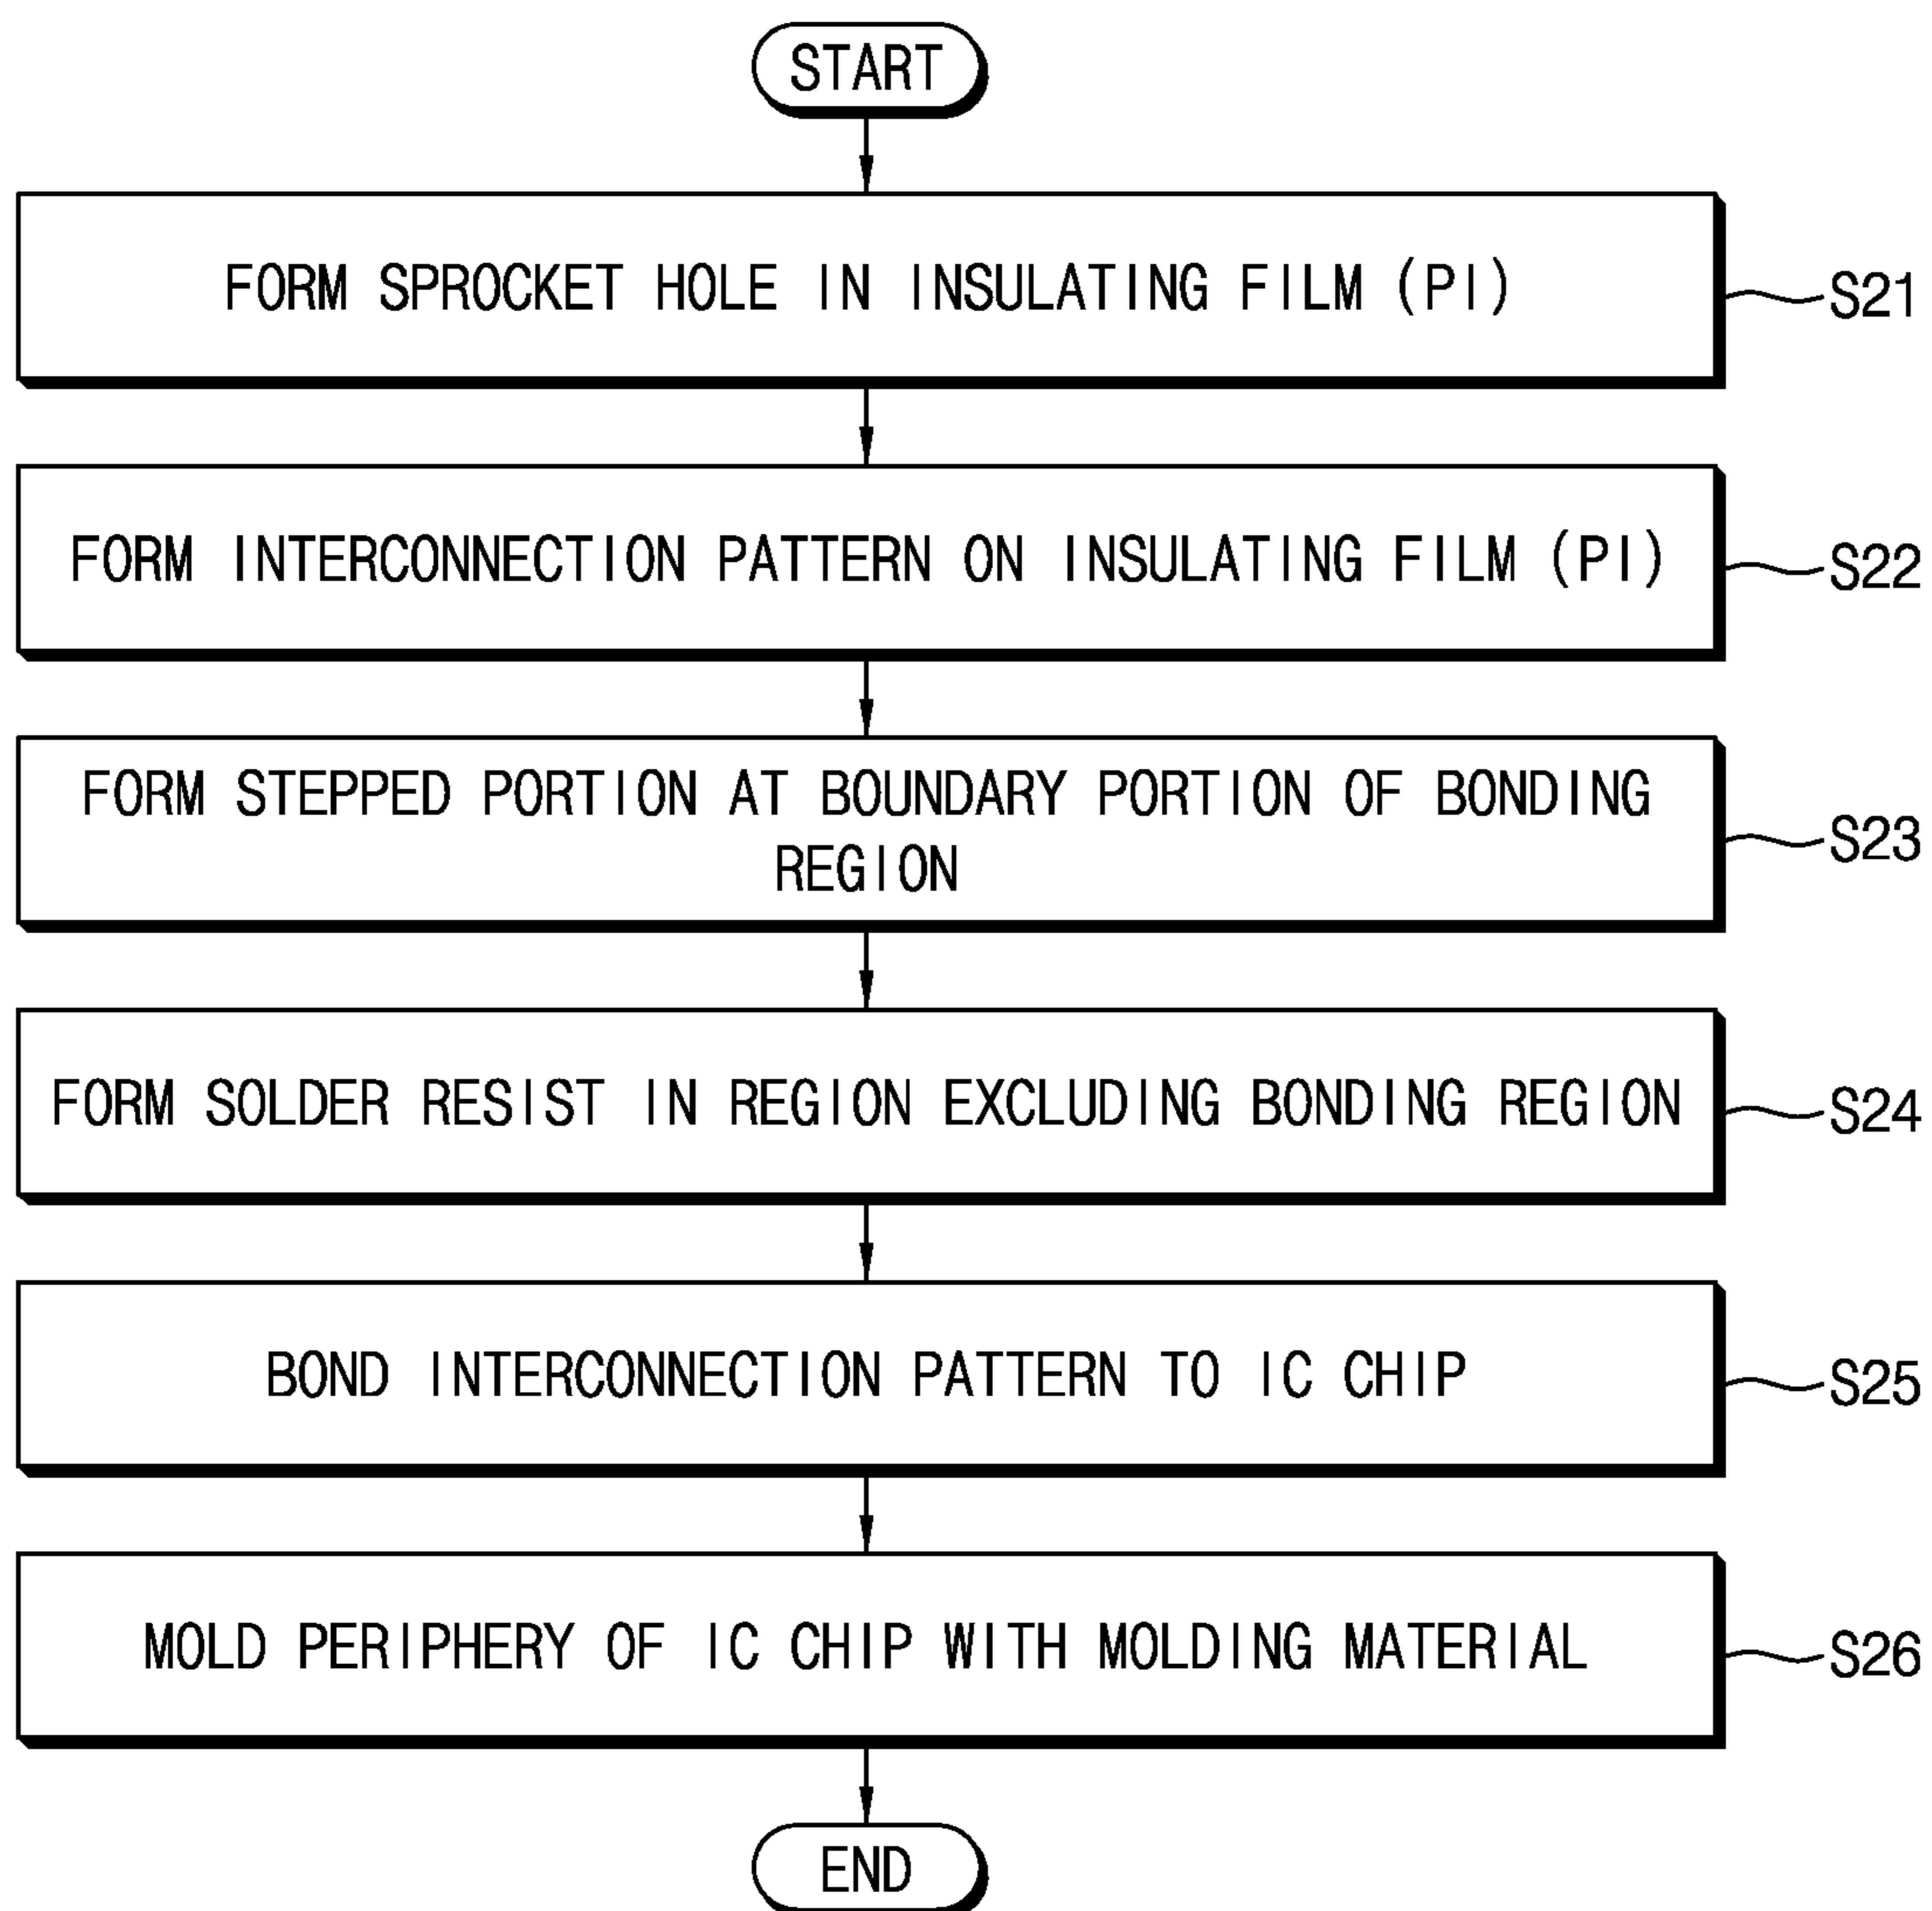 START
FORM SPROCKET HOLE IN INSULATING FILM (PI)
S21
FORM INTERCONNECTION PATTERN ON INSULATING FILM (PI)
S22
FORM STEPPED PORTION AT BOUNDARY PORTION OF BONDING
REGION
S23
FORM SOLDER RESIST IN REGION EXCLUDING BONDING REGION
S24
BOND INTERCONNECTION PATTERN TO IC CHIP
S25
MOLD PERIPHERY OF IC CHIP WITH MOLDING MATERIAL
S26
END